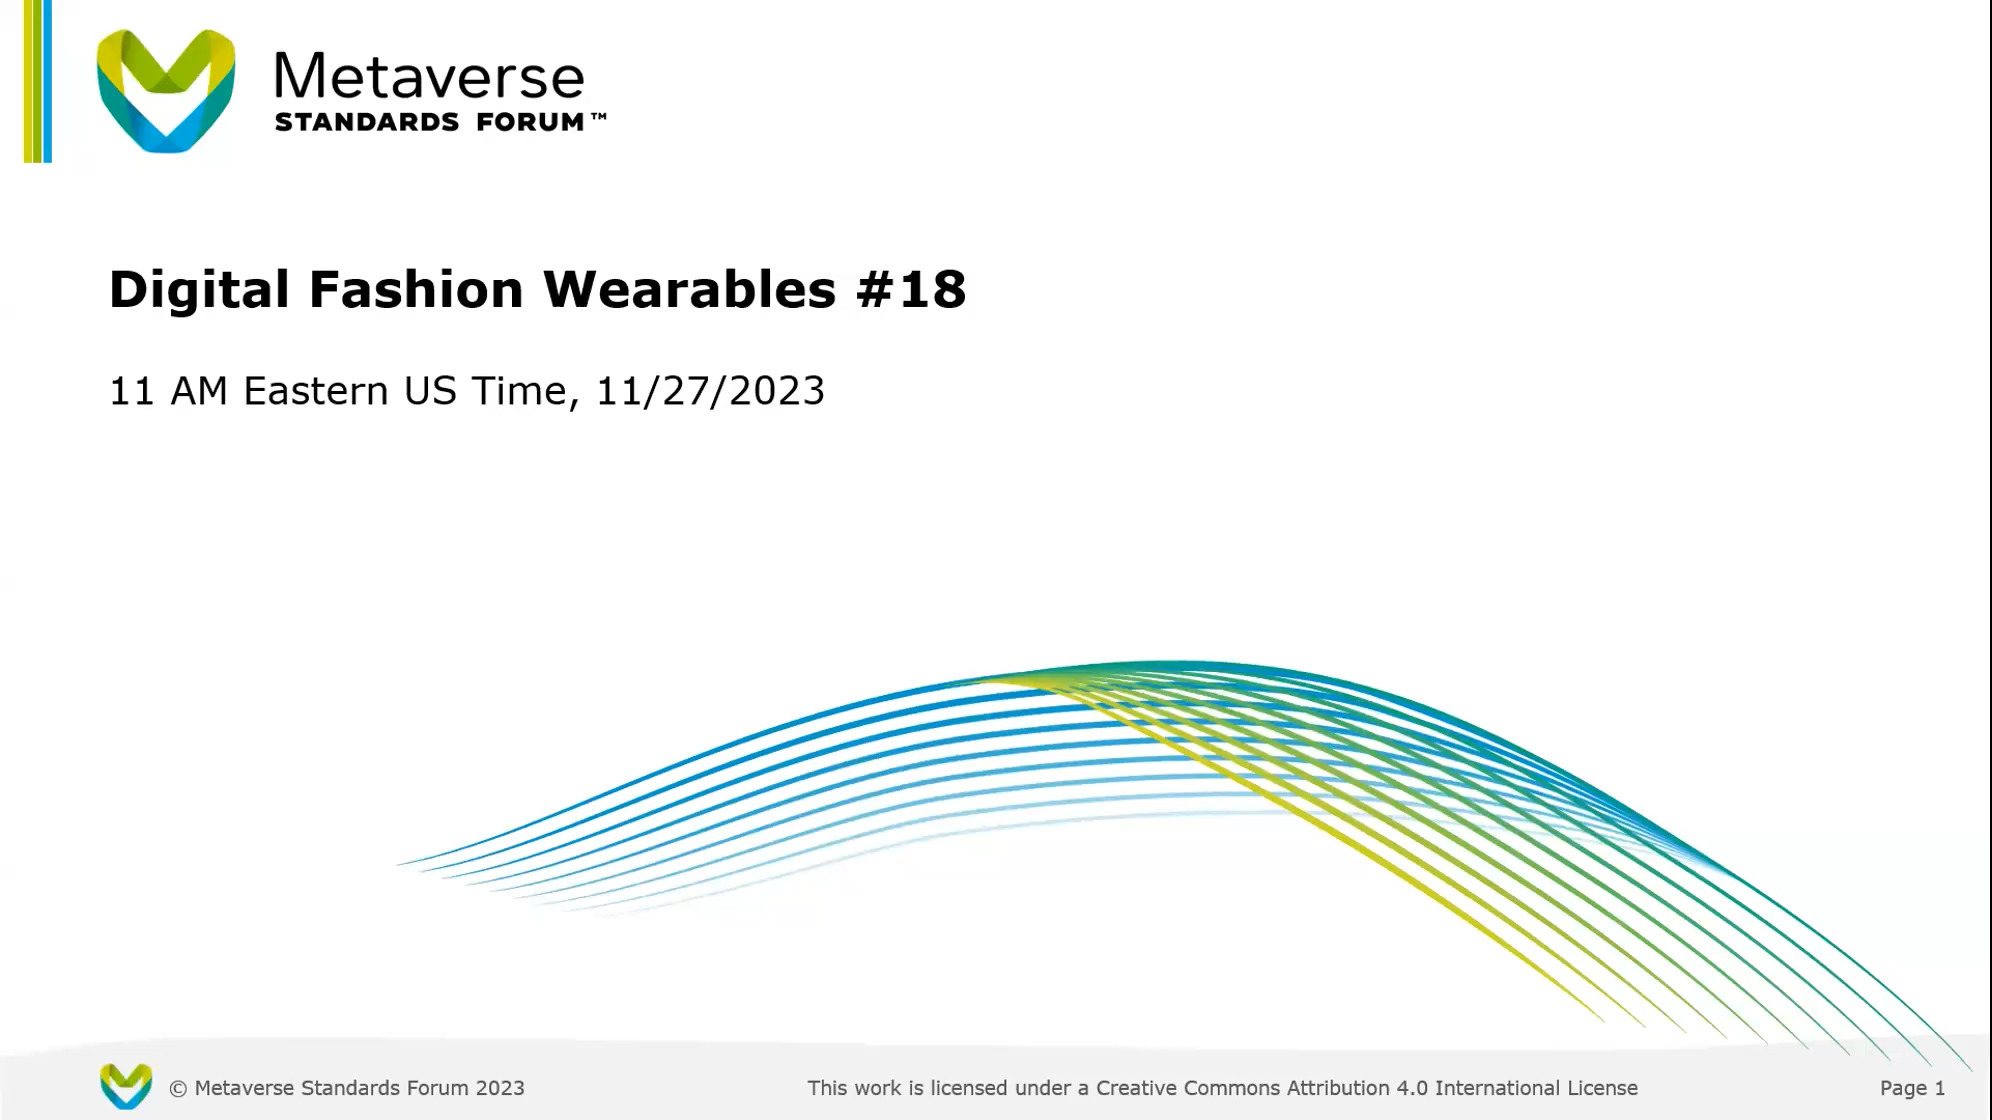 Metaverse
STANDARDS FORUM™
Digital Fashion Wearables #18
11 AM Eastern US Time, 11/27/2023
© Metaverse Standards Forum 2023
This work is licensed under a Creative Commons Attribution 4.0 International License
Page 1